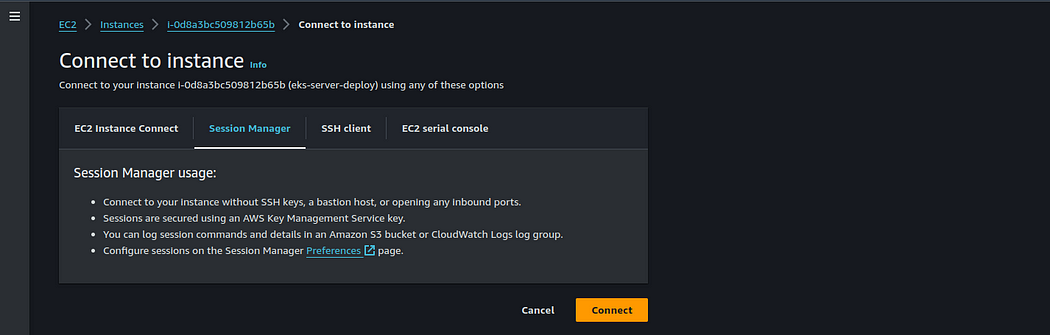 EC2 > Instances > i-0d8a3bc509812b65b > Connect to instance
Connect to instance Info
Connect to your instance i-0d8a3bc509812b65b (eks-server-deploy) using any of these options
EC2 Instance Connect Session Manager SSH client EC2 serial console
Session Manager usage:
• Connect to your instance without SSH keys, a bastion host, or opening any inbound ports.
• Sessions are secured using an AWS Key Management Service key.
• You can log session commands and details in an Amazon S3 bucket or CloudWatch Logs log group.
• Configure sessions on the Session Manager Preferences page.
Cancel Connect